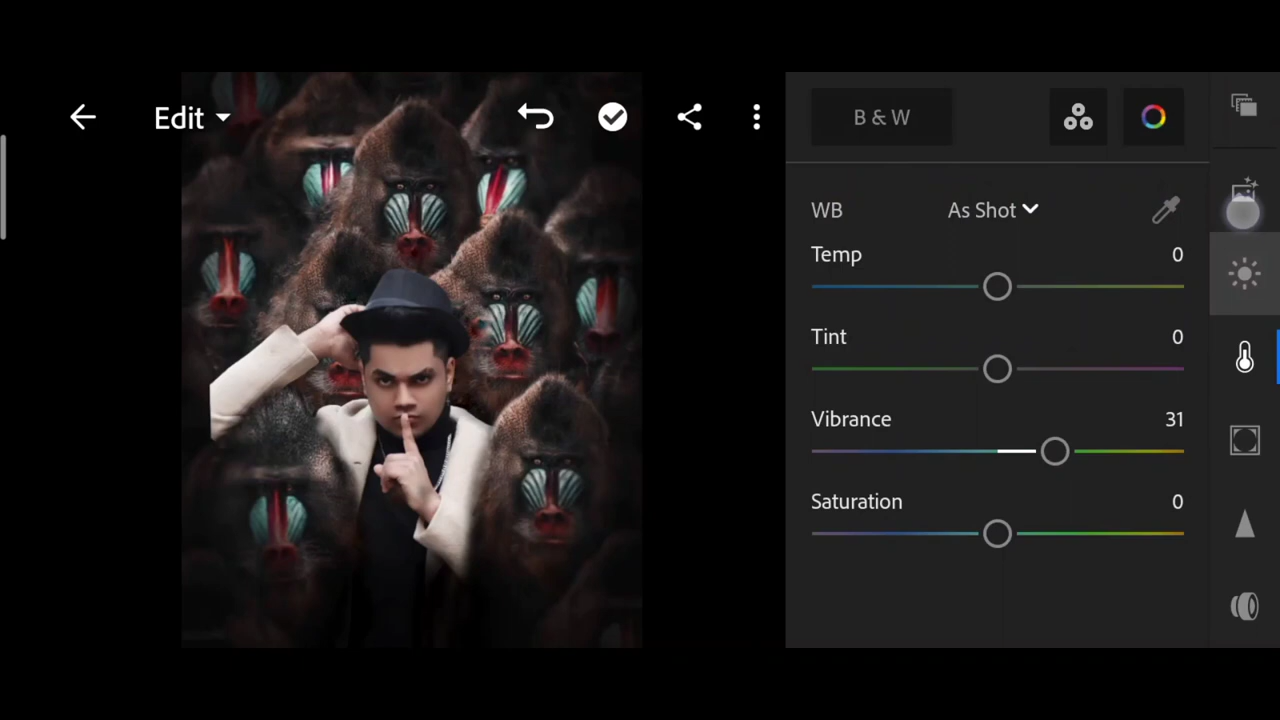 Edit
B & W
WB As Shot
Temp 0
Tint 0
Vibrance 31
Saturation 0